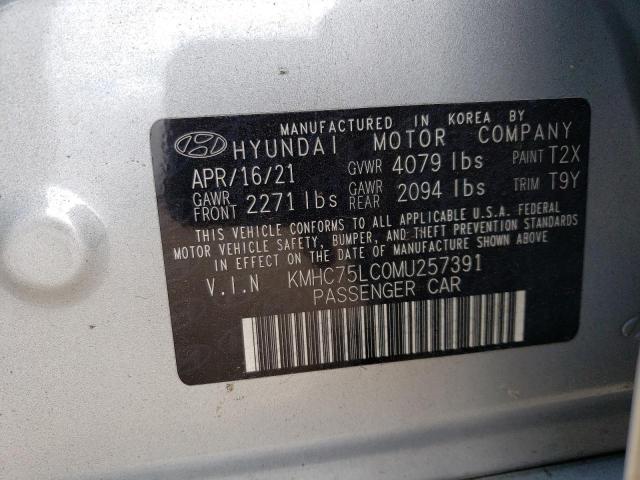 MANUFACTURED IN KOREA BY
HYUNDAI MOTOR COMPANY
APR/16/21 GVWR 4079 lbs PAINT T2X
GAWR FRONT 2271 lbs GAWR REAR 2094 lbs TRIM T9Y
THIS VEHICLE CONFORMS TO ALL APPLICABLE U.S.A. FEDERAL
MOTOR VEHICLE SAFETY, BUMPER, AND THEFT PREVENTION STANDARDS
IN EFFECT ON THE DATE OF MANUFACTURE SHOWN ABOVE.
V.I.N KMHC75LC0MU257391
PASSENGER CAR